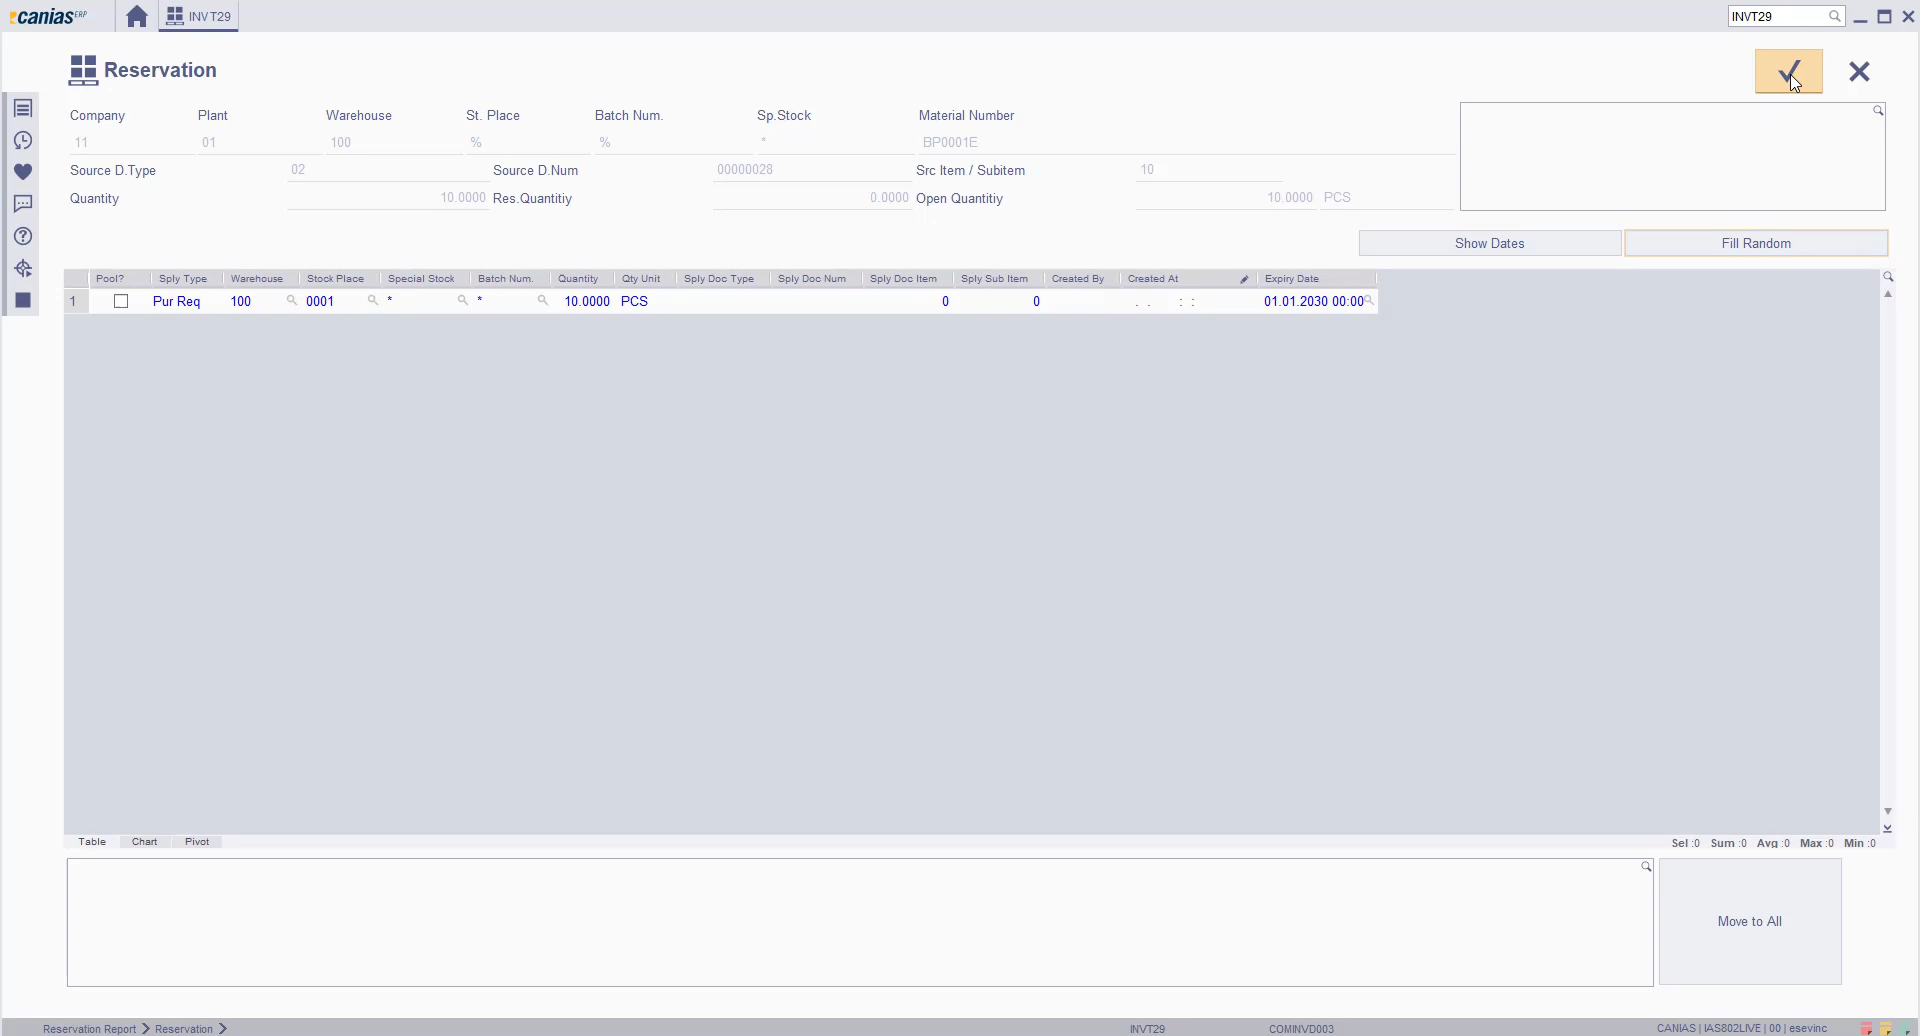 caniasERP INVT29 INVT29
Reservation
Company Plant Warehouse St. Place Batch Num. Sp.Stock Material Number
11 01 100 % % * BP0001E
Source D.Type 02 Source D.Num 00000028 Src Item / Subitem 10
Quantity 10.0000 Res.Quantitiy 0.0000 Open Quantitiy 10.0000 PCS
Show Dates Fill Random
Pool? Sply Type Warehouse Stock Place Special Stock Batch Num. Quantity Qty Unit Sply Doc Type Sply Doc Num Sply Doc Item Sply Sub Item Created By Created At Expiry Date
1 Pur Req 100 0001 * * 10.0000 PCS 0 0 . . : : 01.01.2030 00:00
Table Chart Pivot Sel :0 Sum :0 Avg :0 Max :0 Min :0
Move to All
Reservation Report Reservation INVT29 COMINVD003 CANIAS | IAS802LIVE | 00 | esevinc